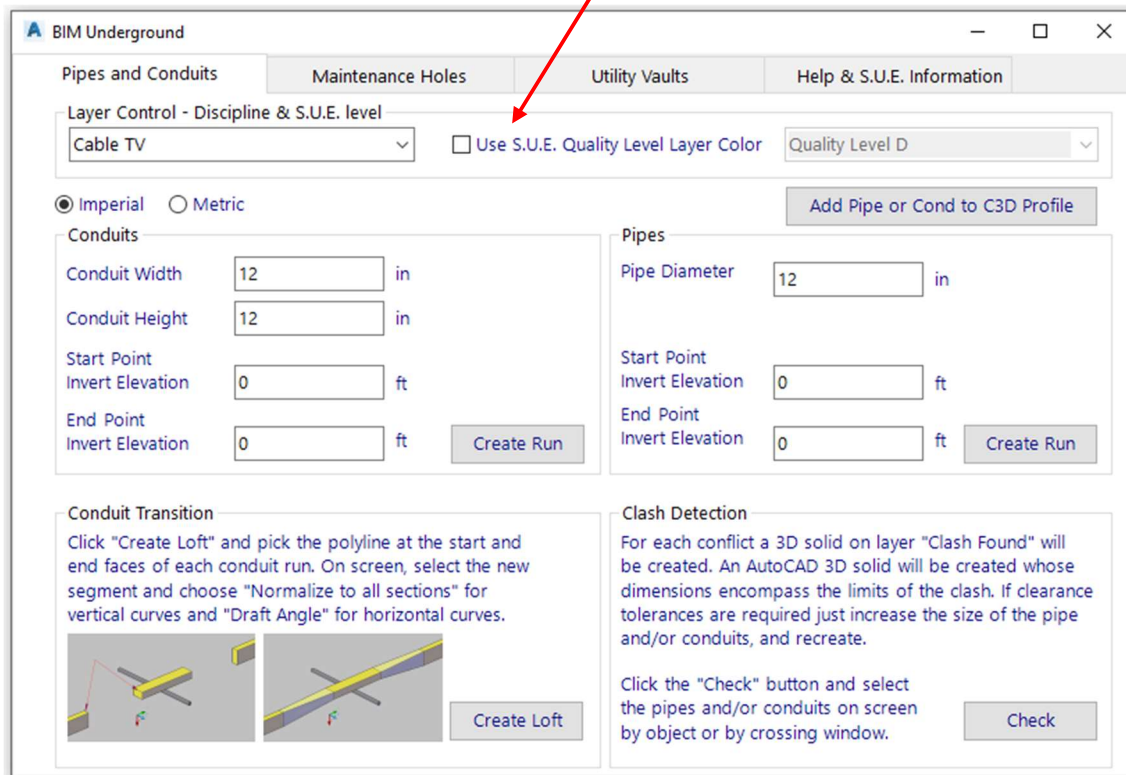 BIM Underground
Pipes and Conduits
Maintenance Holes
Utility Vaults
Help & S.U.E. Information
Layer Control - Discipline & S.U.E. level
Cable TV
Use S.U.E. Quality Level Layer Color
Quality Level D
Imperial
Metric
Add Pipe or Cond to C3D Profile
Conduits
Conduit Width
12
in
Conduit Height
12
in
Start Point
Invert Elevation
0
ft
End Point
Invert Elevation
0
ft
Create Run
Pipes
Pipe Diameter
12
in
Start Point
Invert Elevation
0
ft
End Point
Invert Elevation
0
ft
Create Run
Conduit Transition
Click "Create Loft" and pick the polyline at the start and
end faces of each conduit run. On screen, select the new
segment and choose "Normalize to all sections" for
vertical curves and "Draft Angle" for horizontal curves.
Create Loft
Clash Detection
For each conflict a 3D solid on layer "Clash Found" will
be created. An AutoCAD 3D solid will be created whose
dimensions encompass the limits of the clash. If clearance
tolerances are required just increase the size of the pipe
and/or conduits, and recreate.
Click the "Check" button and select
the pipes and/or conduits on screen
by object or by crossing window.
Check